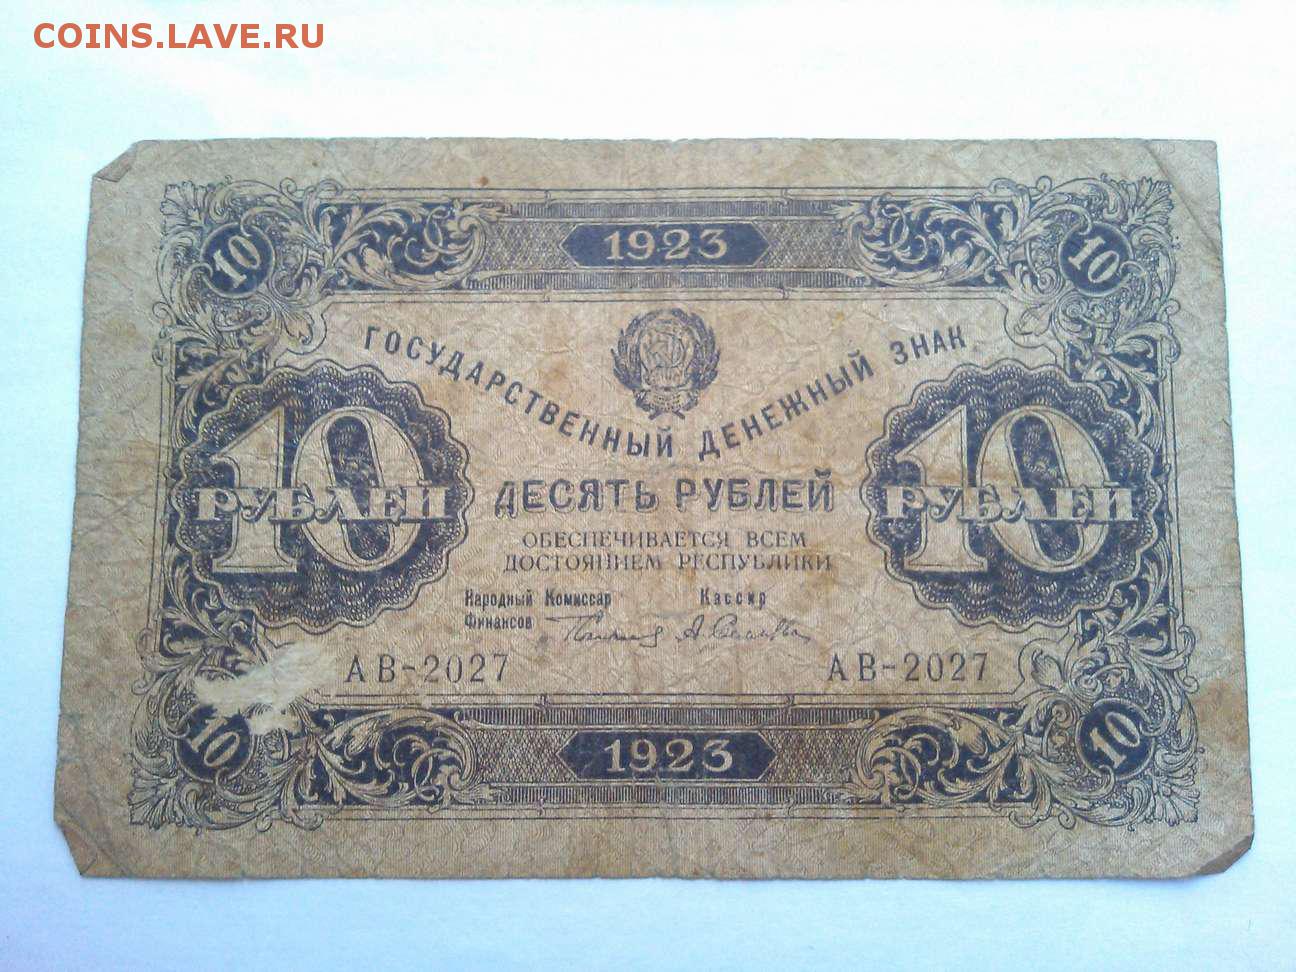 COINS.LAVE.RU
10 1923 10
ГОСУДАРСТВЕННЫЙ ДЕНЕЖНЫЙ ЗНАК
10 РУБЛЕЙ
10 РУБЛЕЙ
ДЕСЯТЬ РУБЛЕЙ
ОБЕСПЕЧИВАЕТСЯ ВСЕМ
ДОСТОЯНИЕМ РЕСПУБЛИКИ
Народный Комиссар Кассир
Финансов
АВ-2027 АВ-2027
10 1923 10